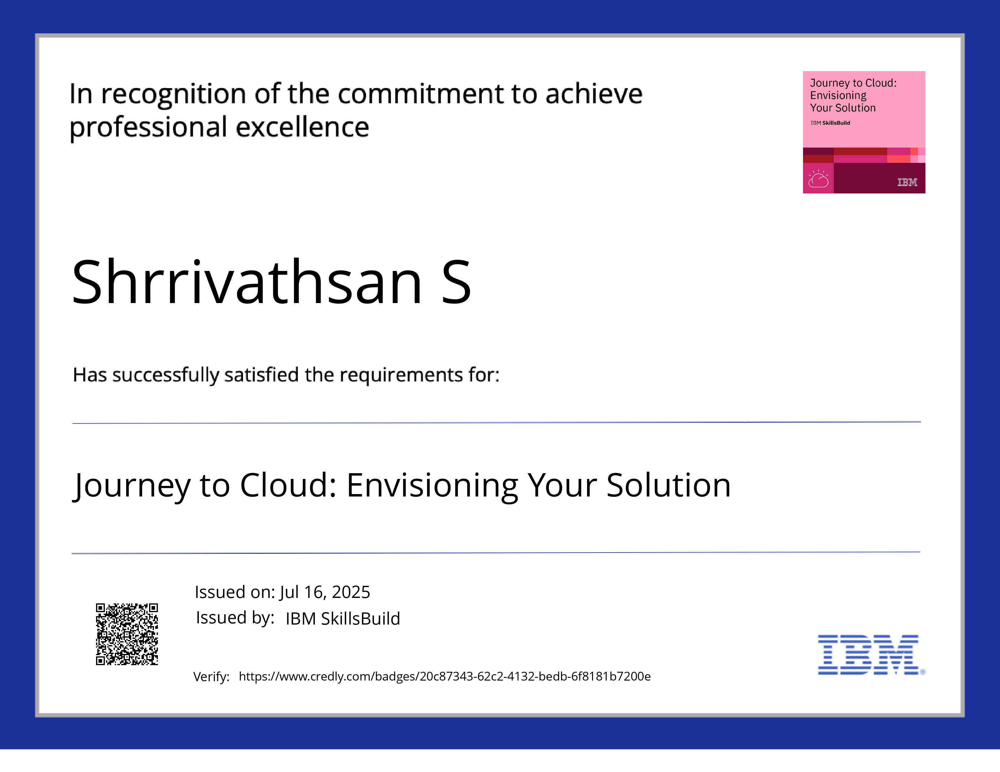 In recognition of the commitment to achieve
professional excellence
Journey to Cloud:
Envisioning
Your Solution
IBM SkillsBuild
IBM
Shrrivathsan S
Has successfully satisfied the requirements for:
Journey to Cloud: Envisioning Your Solution
Issued on: Jul 16, 2025
Issued by: IBM SkillsBuild
IBM®
Verify: https://www.credly.com/badges/20c87343-62c2-4132-bedb-6f8181b7200e